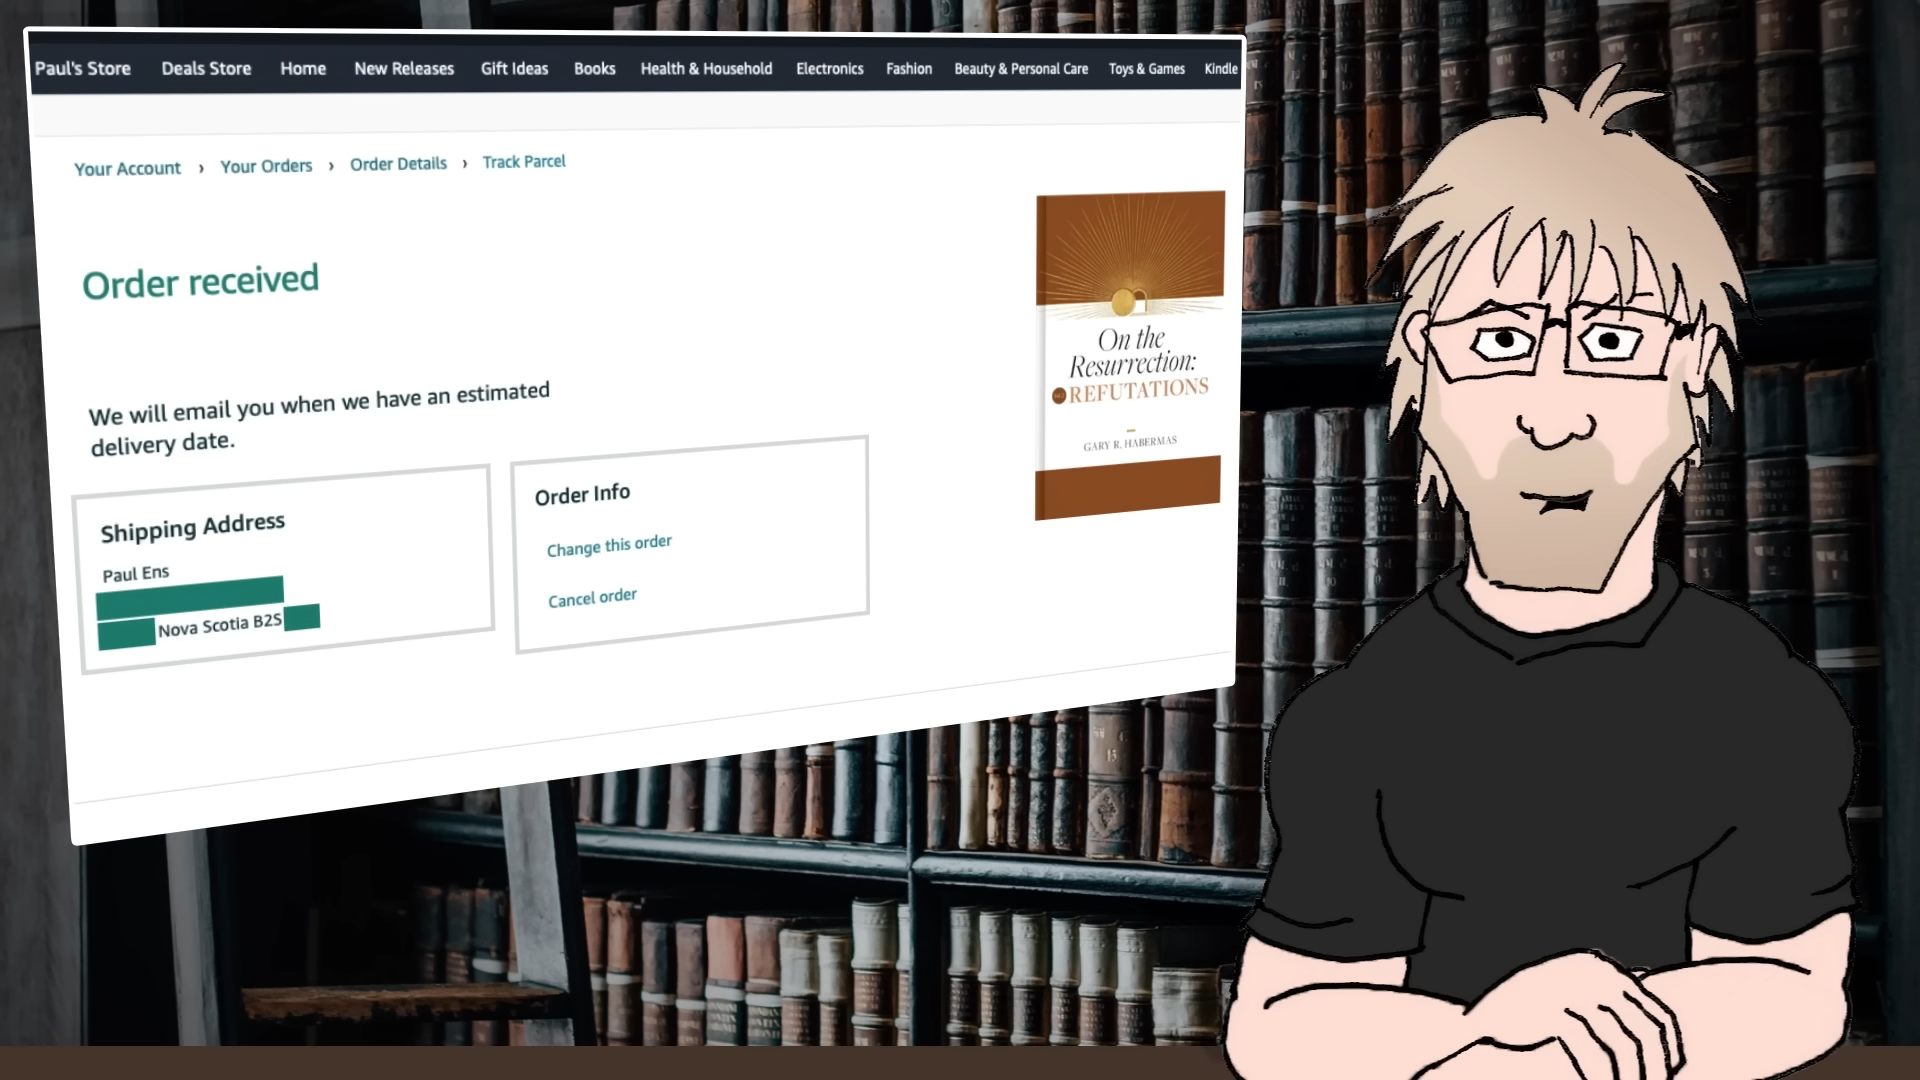 Paul's Store Deals Store Home New Releases Gift Ideas Books Health & Household Electronics Fashion Beauty & Personal Care Toys & Games Kindle
Your Account › Your Orders › Order Details › Track Parcel
Order received
We will email you when we have an estimated
delivery date.
Shipping Address
Paul Ens
Nova Scotia B2S
Order Info
Change this order
Cancel order
On the
Resurrection:
REFUTATIONS
GARY R. HABERMAS